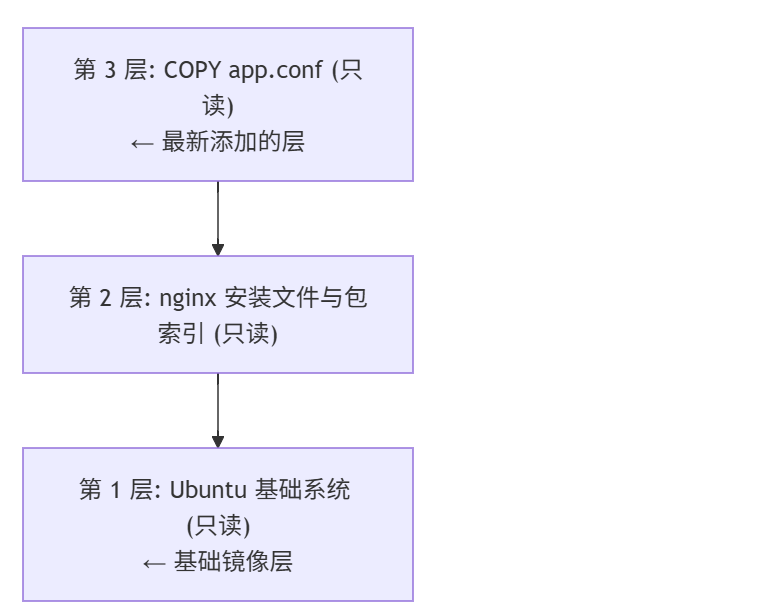 第 3 层: COPY app.conf (只
读)
← 最新添加的层
第 2 层: nginx 安装文件与包
索引 (只读)
第 1 层: Ubuntu 基础系统
(只读)
← 基础镜像层